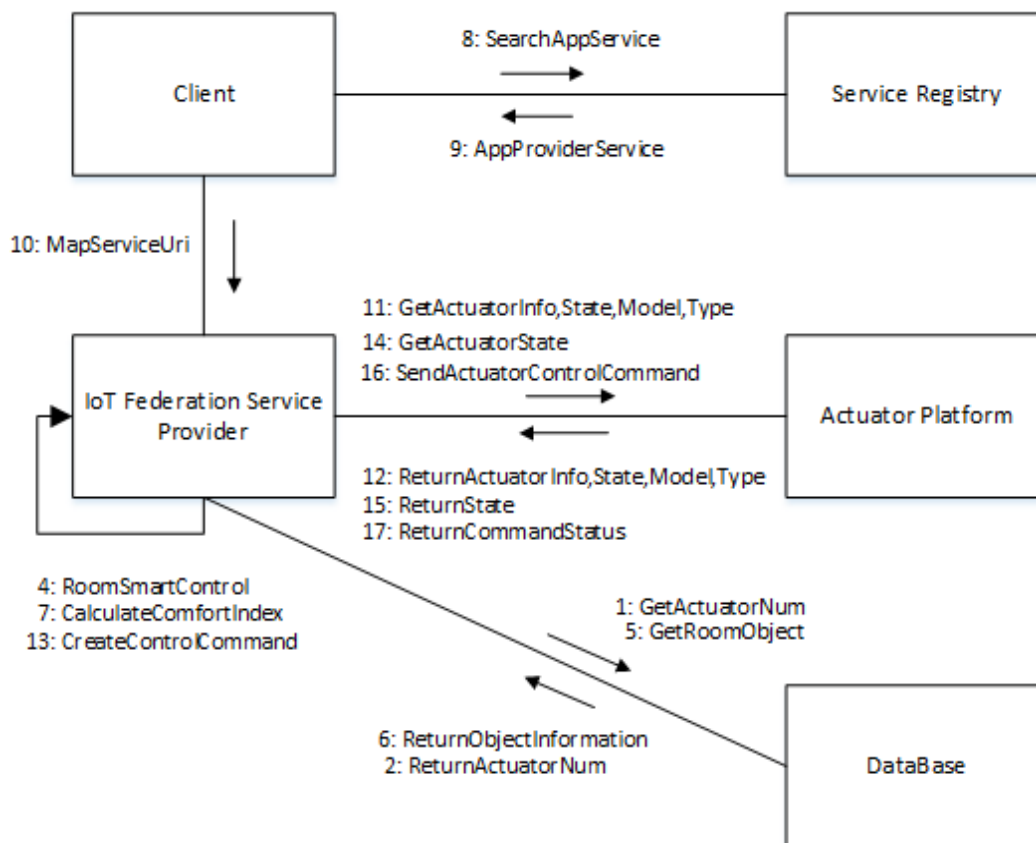 8: SearchAppService
Client
Service Registry
9: AppProviderService
10: MapServiceUri
11: GetActuatorInfo,State,Model,Type
14: GetActuatorState
16: SendActuatorControlCommand
IoT Federation Service
Provider
Actuator Platform
12: ReturnActuatorInfo,State,Model,Type
15: ReturnState
17: ReturnCommandStatus
4: RoomSmartControl
7: CalculateComfortIndex
13: CreateControlCommand
1: GetActuatorNum
5: GetRoomObject
6: ReturnObjectInformation
2: ReturnActuatorNum
DataBase